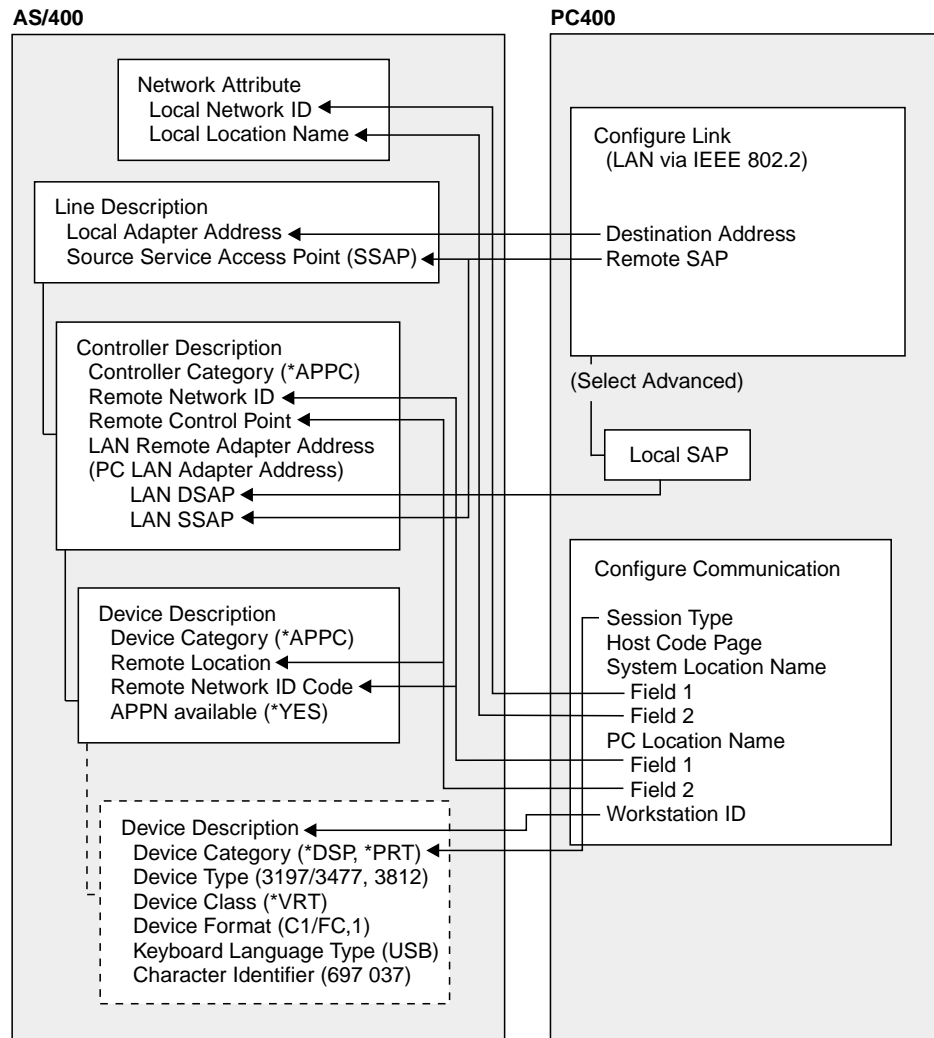 AS/400
Network Attribute
Local Network ID
Local Location Name
Line Description
Local Adapter Address
Source Service Access Point (SSAP)
Controller Description
Controller Category (*APPC)
Remote Network ID
Remote Control Point
LAN Remote Adapter Address
(PC LAN Adapter Address)
LAN DSAP
LAN SSAP
Device Description
Device Category (*APPC)
Remote Location
Remote Network ID Code
APPN available (*YES)
Device Description
Device Category (*DSP, *PRT)
Device Type (3197/3477, 3812)
Device Class (*VRT)
Device Format (C1/FC,1)
Keyboard Language Type (USB)
Character Identifier (697 037)
PC400
Configure Link
(LAN via IEEE 802.2)
Destination Address
Remote SAP
(Select Advanced)
Local SAP
Configure Communication
Session Type
Host Code Page
System Location Name
Field 1
Field 2
PC Location Name
Field 1
Field 2
Workstation ID